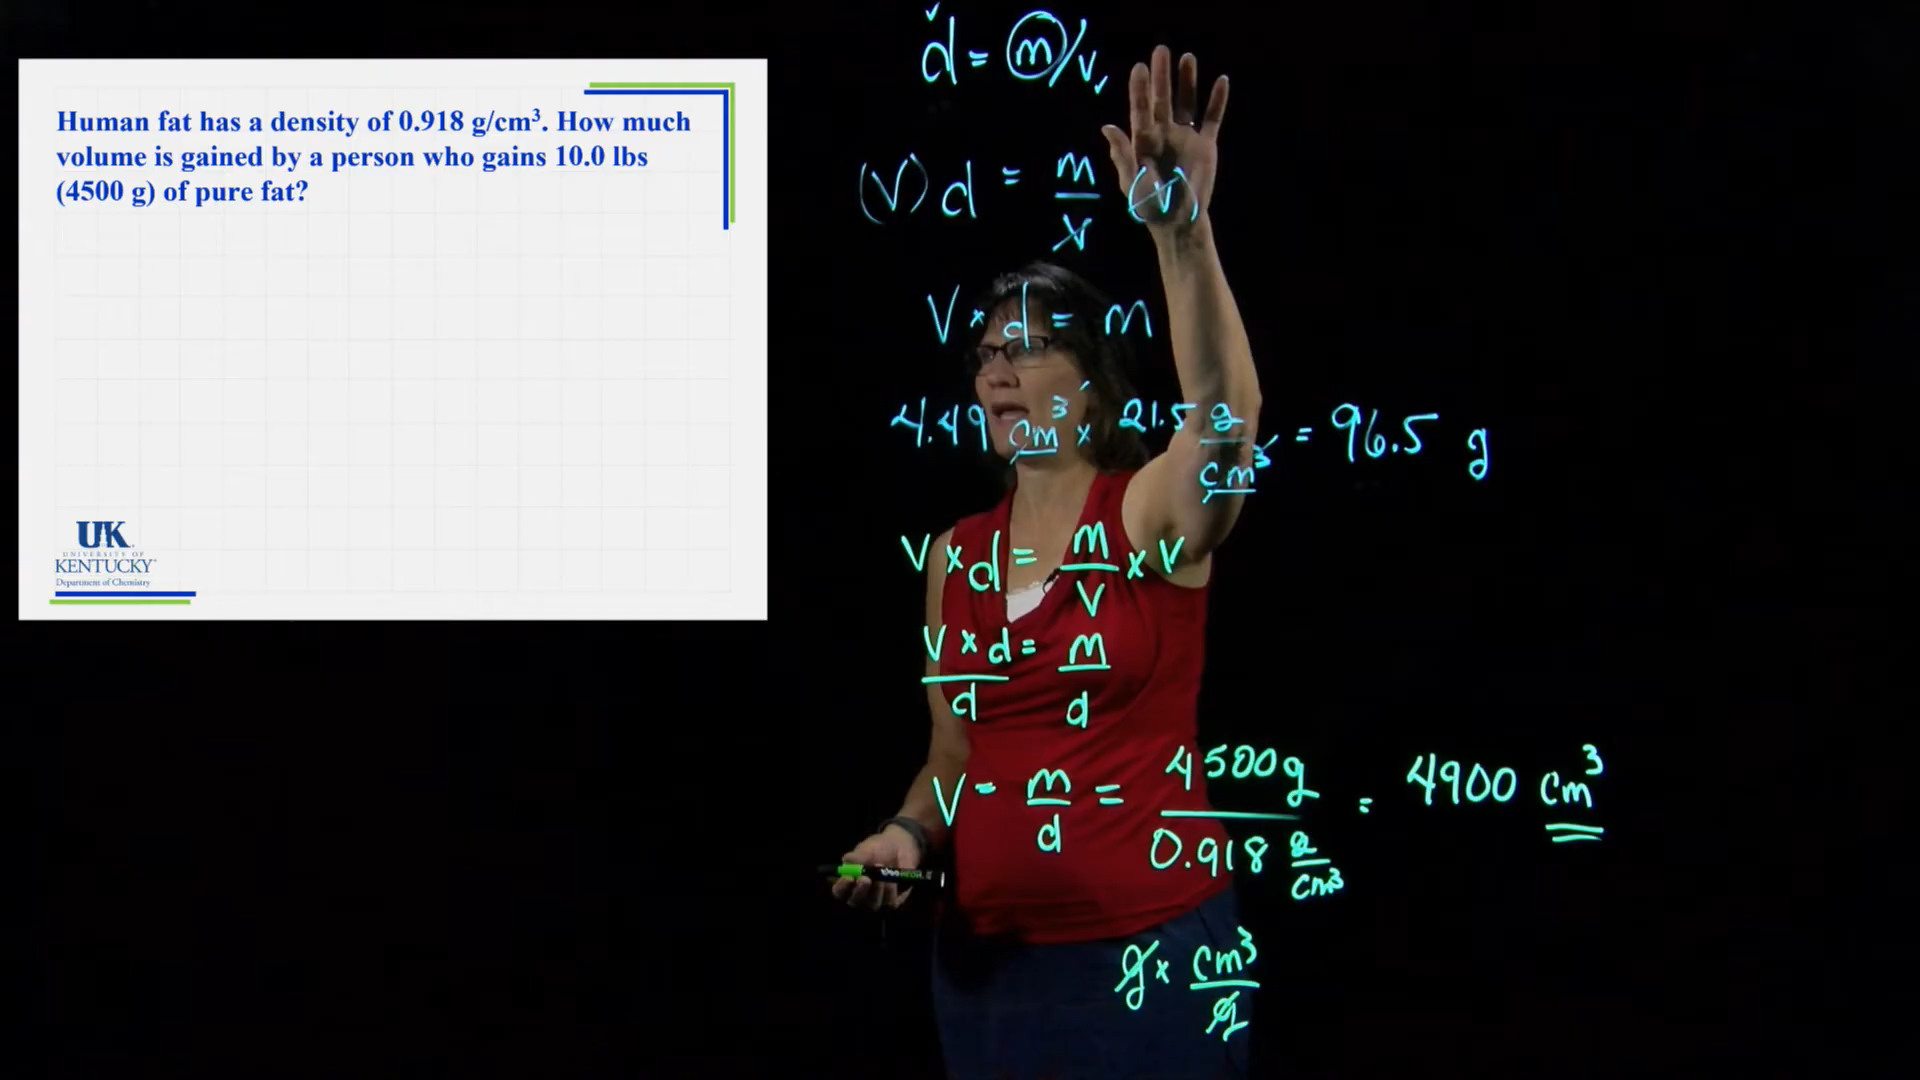 Human fat has a density of 0.918 g/cm³. How much
volume is gained by a person who gains 10.0 lbs
(4500 g) of pure fat?
UK
UNIVERSITY OF
KENTUCKY
Department of Chemistry
d = m/v
(V) d = m/v (v)
V × d = m
4.49 cm³ × 21.5 g/cm³ = 96.5 g
V × d = m/V × V
V × d/d = m/d
V = m/d = 4500g/0.918 g/cm³ = 4900 cm³
g × cm³/g